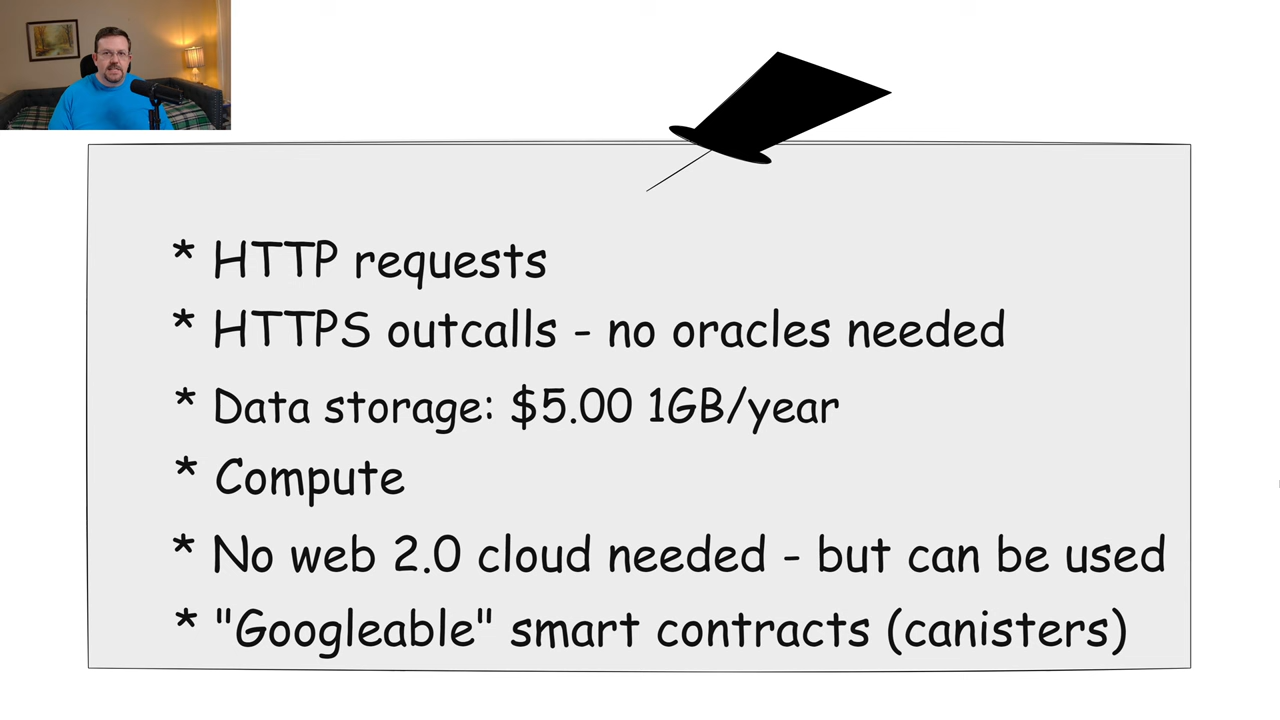 * HTTP requests
* HTTPS outcalls - no oracles needed
* Data storage: $5.00 1GB/year
* Compute
* No web 2.0 cloud needed - but can be used
* "Googleable" smart contracts (canisters)